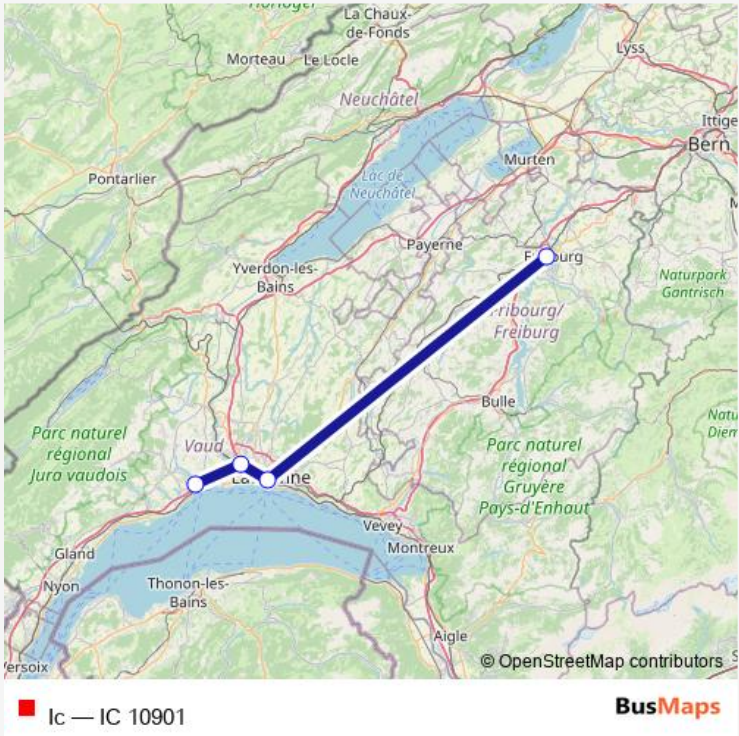 La Chaux-
de-Fonds
Morteau
Le Locle
Lyss
Neuchâtel
Ittige
Bern
Murten
Pontarlier
Lac de
Neuchâtel
Payerne
Yverdon-les-
Bains
Naturpark
Gantrisch
Fribourg/
Freiburg
Bulle
Parc naturel
régional
Jura vaudois
Vaud
Parc naturel
régional
Gruyère
Pays-d'Enhaut
Natu
Diem
Vevey
Montreux
Gland
Nyon
Thonon-les-
Bains
Aigle
ersoix
© OpenStreetMap contributors
Ic — IC 10901
BusMaps